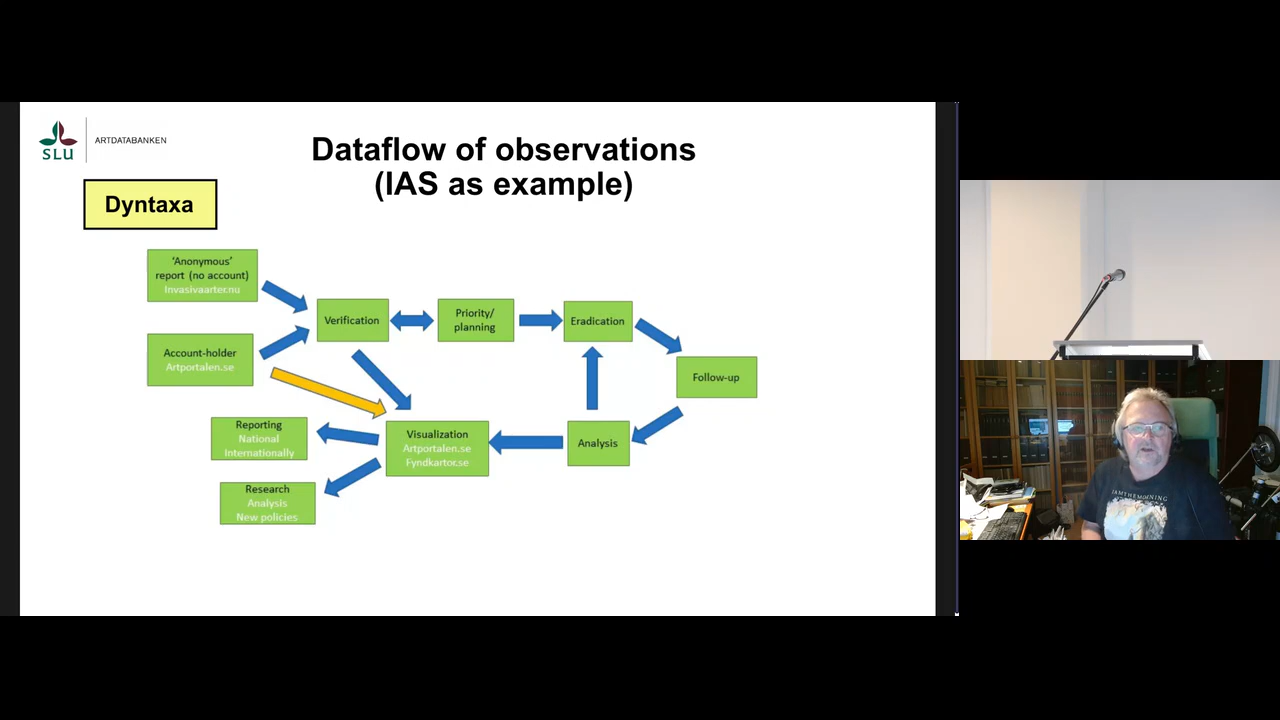 SLU
ARTDATABANKEN
Dataflow of observations
(IAS as example)
Dyntaxa
‘Anonymous’
report (no account)
Invasivaarter.nu
Account-holder
Artportalen.se
Verification
Priority/
planning
Eradication
Follow-up
Reporting
National
Internationally
Visualization
Artportalen.se
Fyndkartor.se
Analysis
Research
Analysis
New policies
IAMTHEMORNING